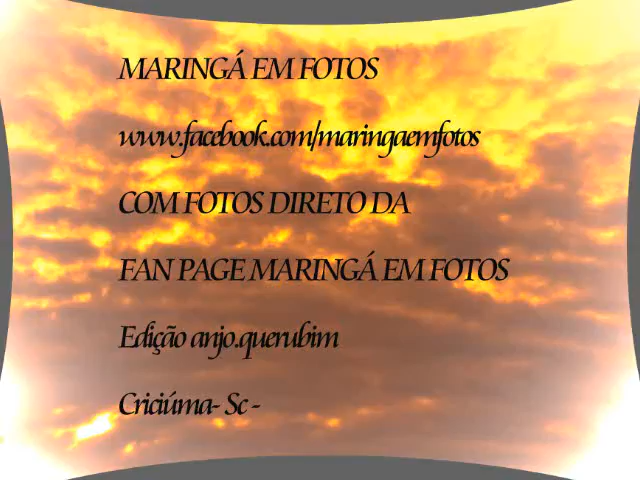 MARINGÁ EM FOTOS
www.facebook.com/maringaemfotos
COM FOTOS DIRETO DA
FAN PAGE MARINGÁ EM FOTOS
Edição anjo.querubim
Criciúma- Sc -